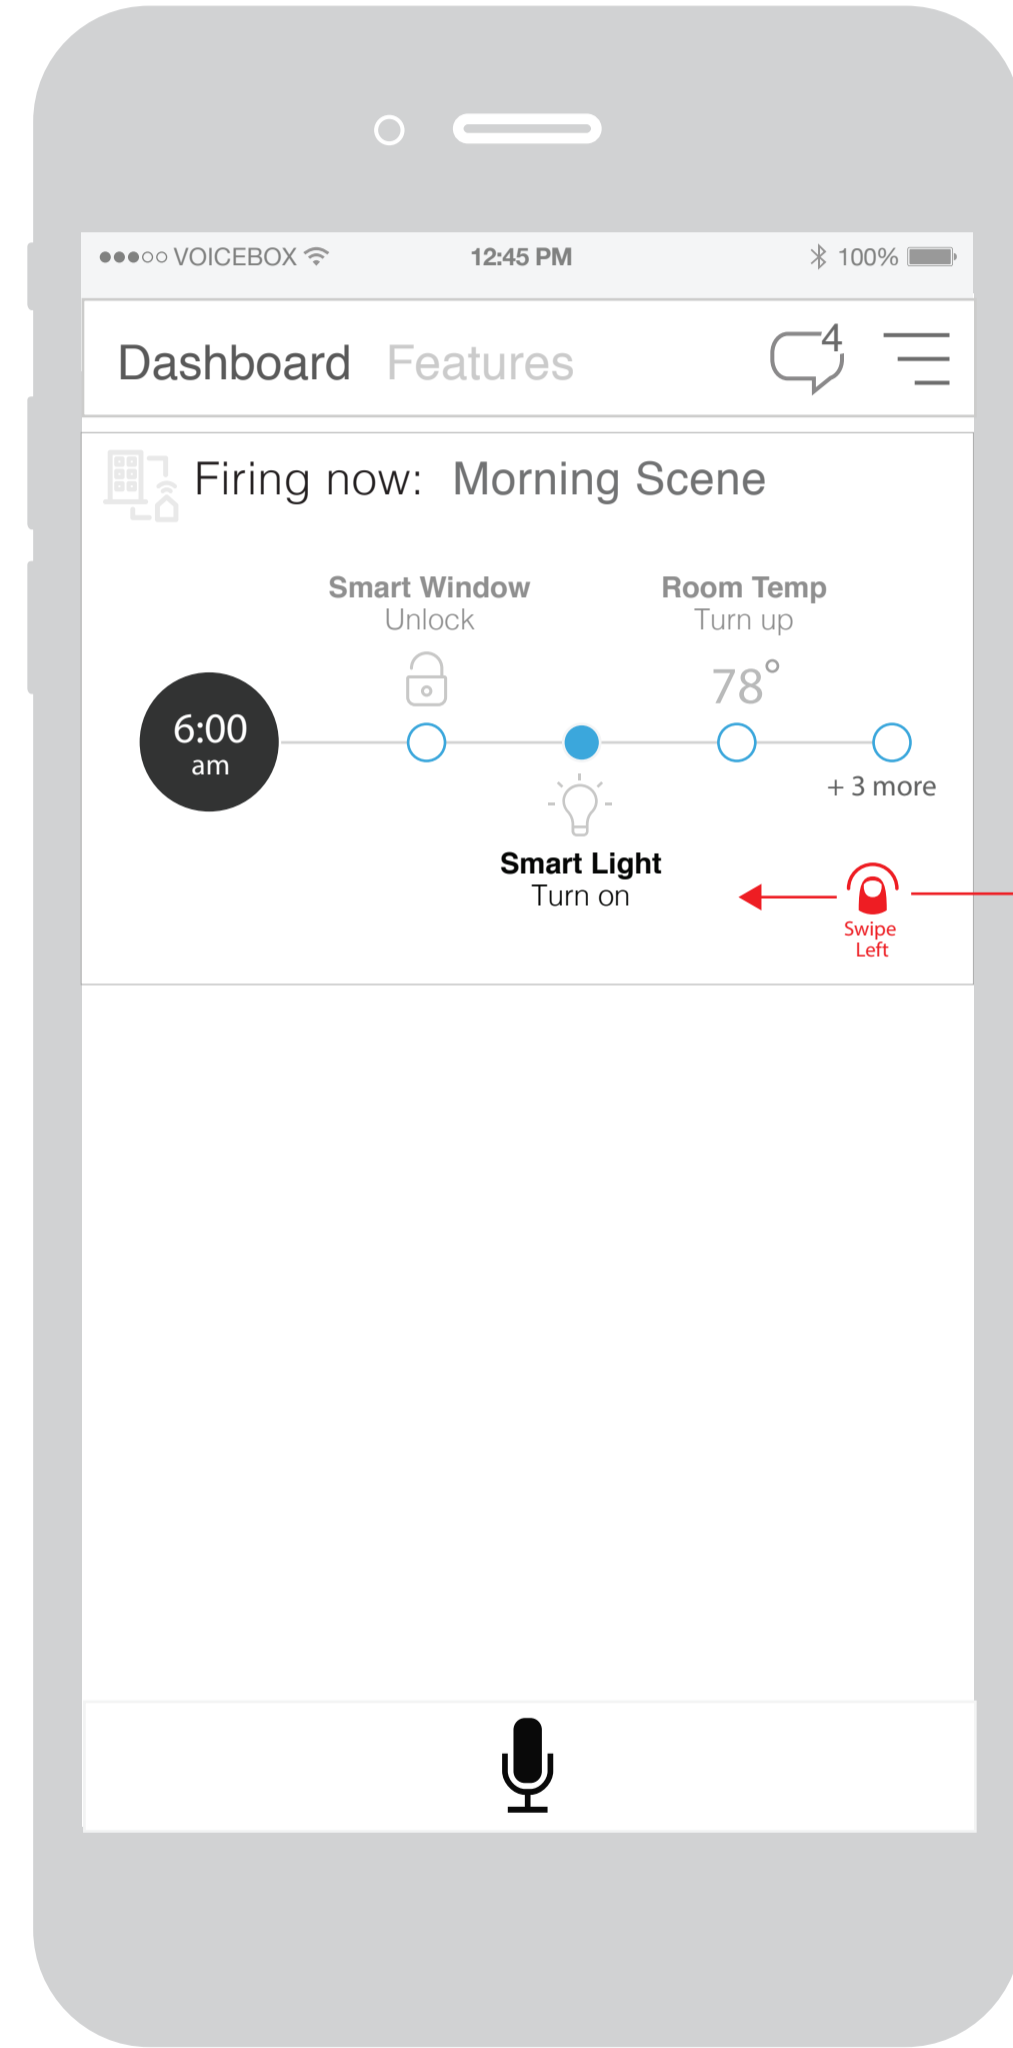 VOICEBOX 12:45 PM 100%
Dashboard Features 4
Firing now: Morning Scene
Smart Window Room Temp
Unlock Turn up
78°
6:00
am
+ 3 more
Smart Light
Turn on
Swipe
Left